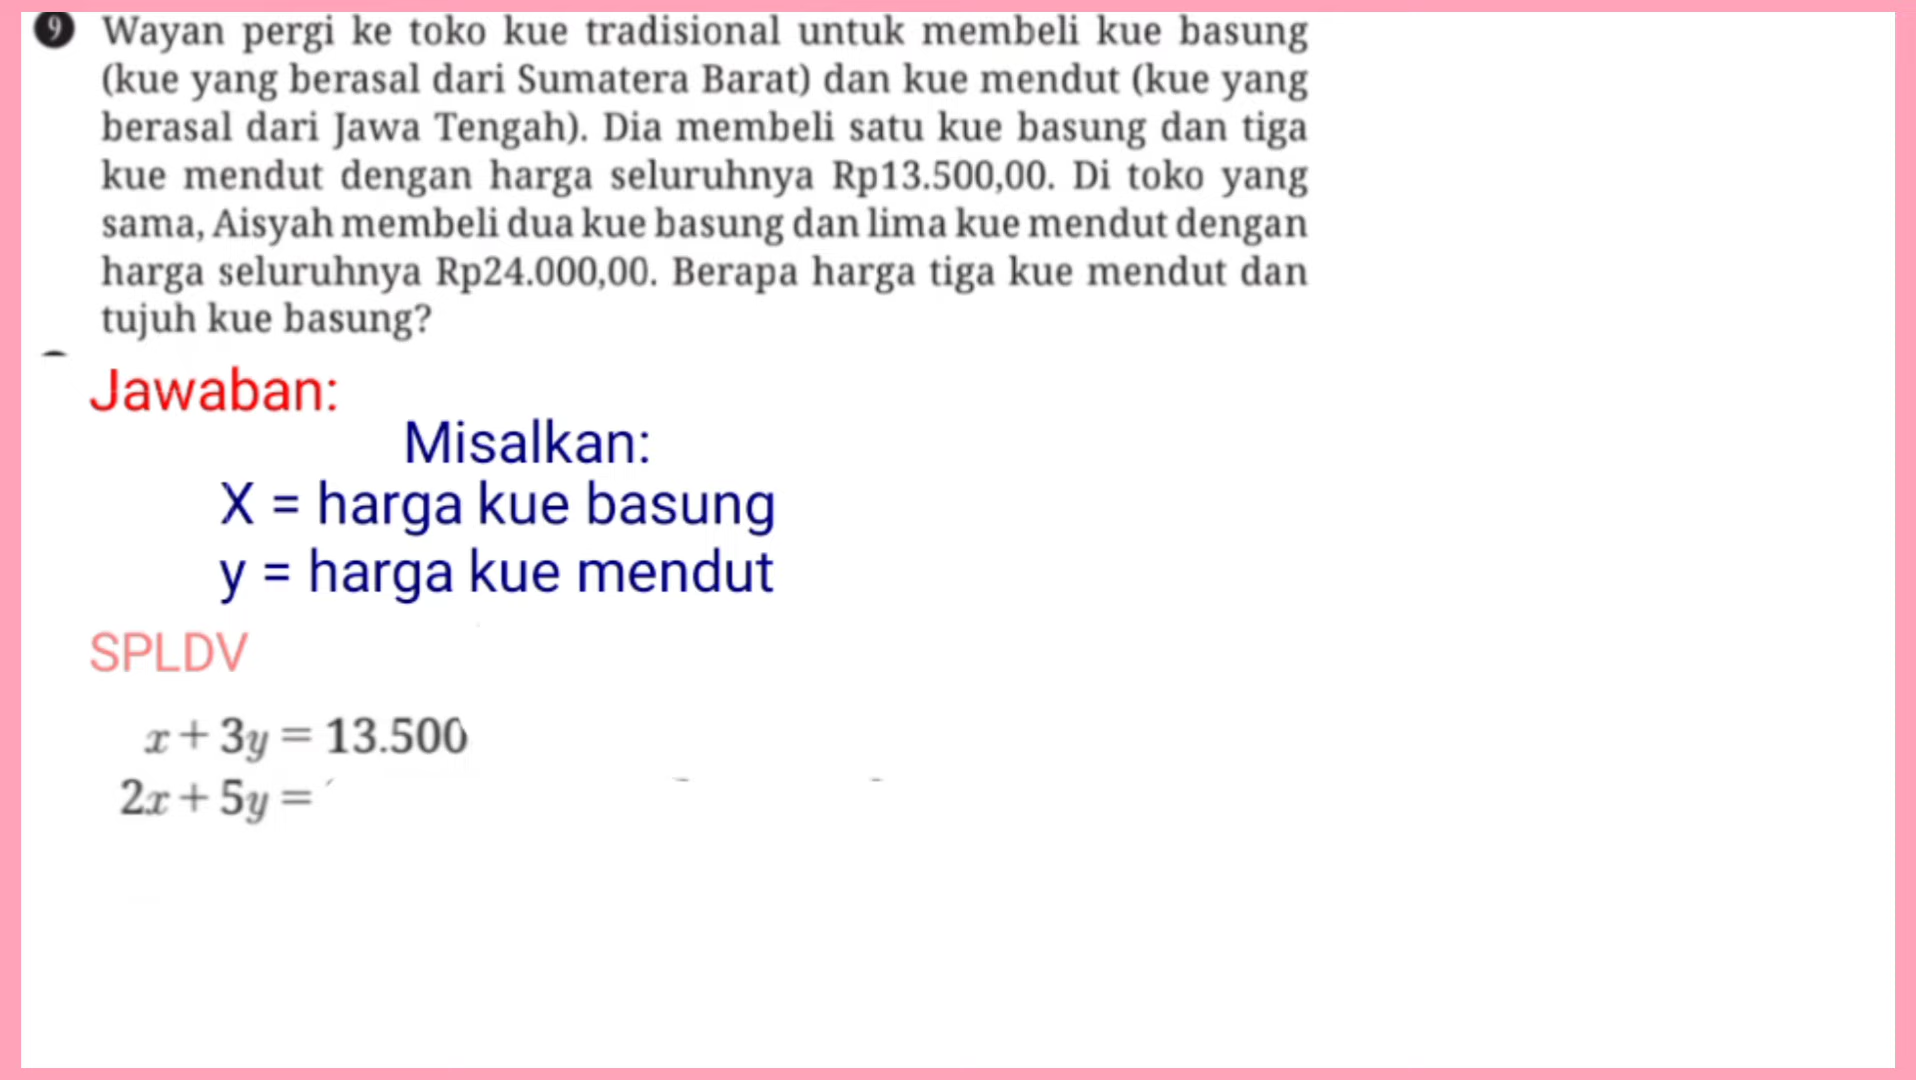 9 Wayan pergi ke toko kue tradisional untuk membeli kue basung
(kue yang berasal dari Sumatera Barat) dan kue mendut (kue yang
berasal dari Jawa Tengah). Dia membeli satu kue basung dan tiga
kue mendut dengan harga seluruhnya Rp13.500,00. Di toko yang
sama, Aisyah membeli dua kue basung dan lima kue mendut dengan
harga seluruhnya Rp24.000,00. Berapa harga tiga kue mendut dan
tujuh kue basung?
Jawaban:
Misalkan:
X = harga kue basung
y = harga kue mendut
SPLDV
x + 3y = 13.500
2x + 5y =